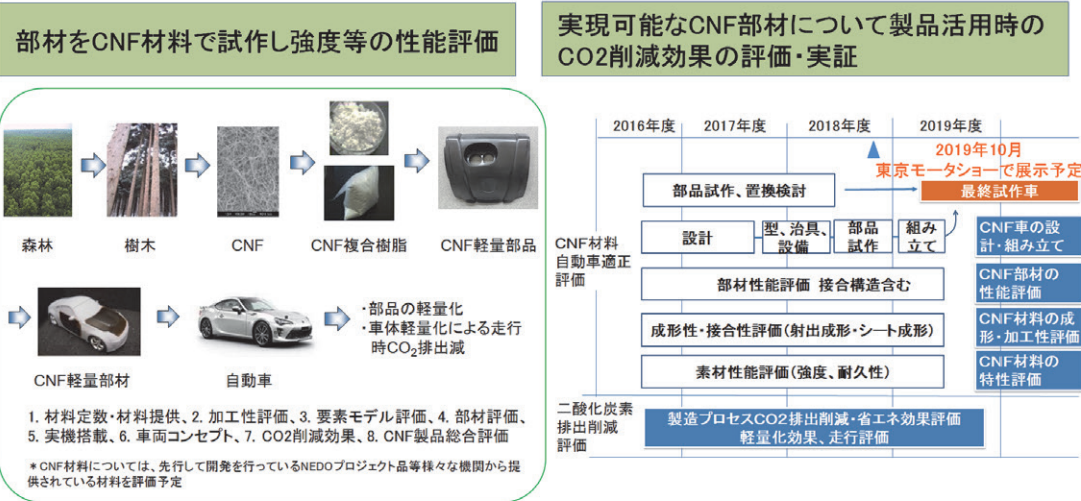 部材をCNF材料で試作し強度等の性能評価
実現可能なCNF部材について製品活用時の
CO2削減効果の評価・実証
森林
樹木
CNF
CNF複合樹脂
CNF軽量部品
CNF軽量部材
自動車
・部品の軽量化
・車体軽量化による走行
時CO₂排出減
1. 材料定数・材料提供、2. 加工性評価、3. 要素モデル評価、4. 部材評価、
5. 実機搭載、6. 車両コンセプト、7. CO2削減効果、8. CNF製品総合評価
*CNF材料については、先行して開発を行っているNEDOプロジェクト品等様々な機関から提
供されている材料を評価予定
2016年度
2017年度
2018年度
2019年度
2019年10月
東京モータショーで展示予定
部品試作、置換検討
最終試作車
CNF材料
自動車適正
評価
設計
型、治具、
設備
部品
試作
組み
立て
CNF車の設
計・組み立て
部材性能評価 接合構造含む
CNF部材の
性能評価
成形性・接合性評価(射出成形・シート成形)
CNF材料の成
形・加工性評価
素材性能評価(強度、耐久性)
CNF材料の
特性評価
二酸化炭素
排出削減
評価
製造プロセスCO2排出削減・省エネ効果評価
軽量化効果、走行評価